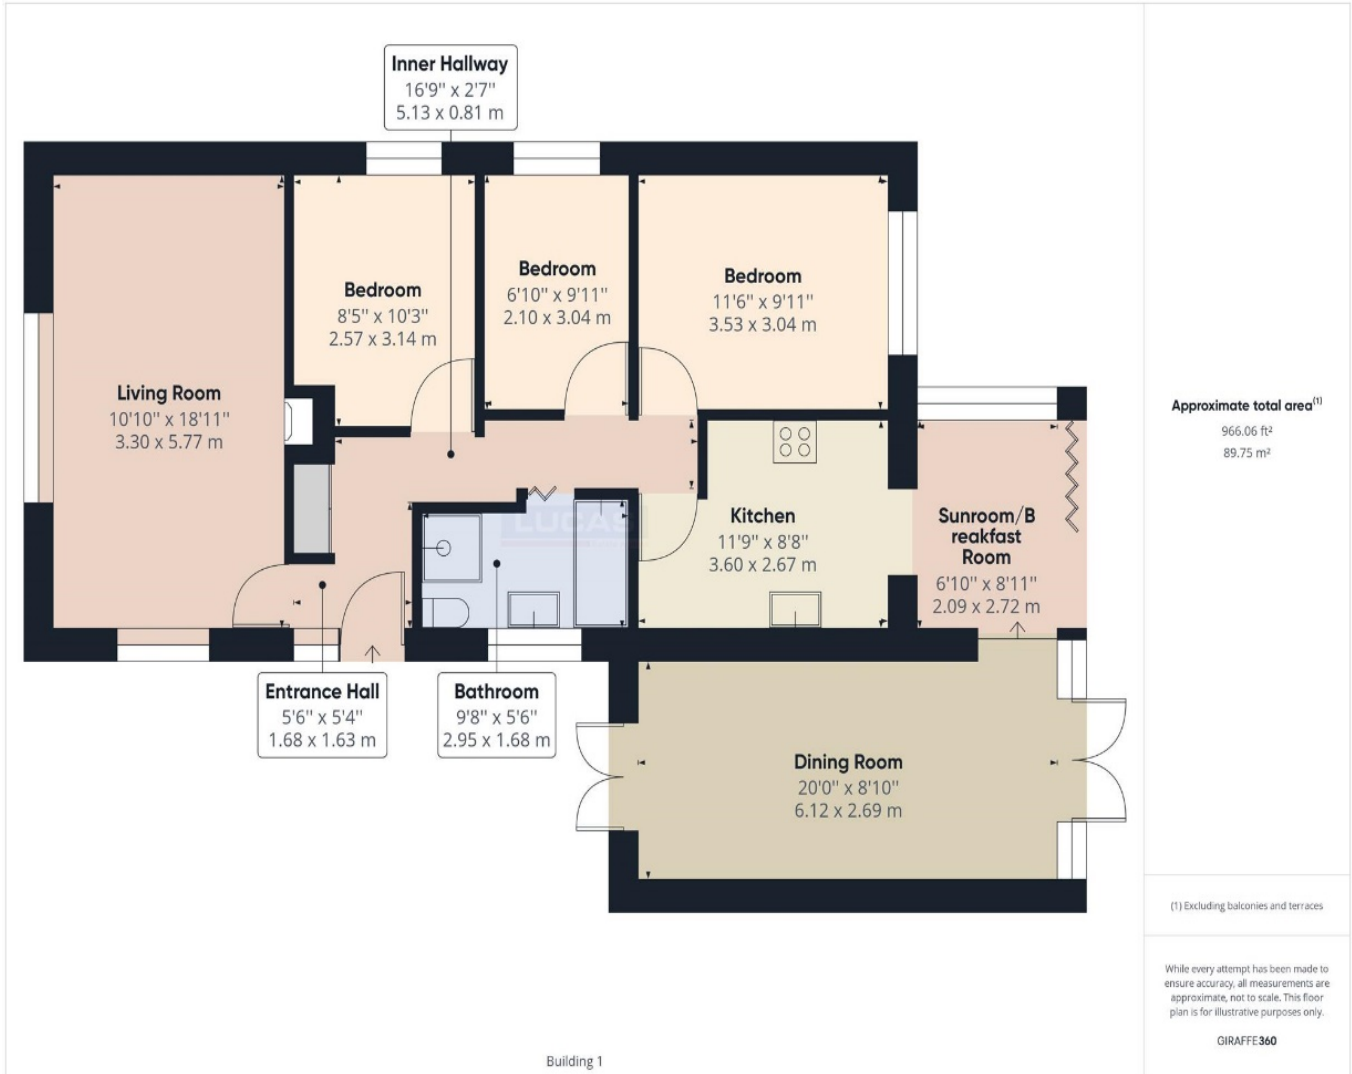 Inner Hallway
16'9" x 2'7"
5.13 x 0.81 m
Living Room
10'10" x 18'11"
3.30 x 5.77 m
Bedroom
8'5" x 10'3"
2.57 x 3.14 m
Bedroom
6'10" x 9'11"
2.10 x 3.04 m
Bedroom
11'6" x 9'11"
3.53 x 3.04 m
Kitchen
11'9" x 8'8"
3.60 x 2.67 m
Sunroom/B
reakfast
Room
6'10" x 8'11"
2.09 x 2.72 m
LUCAS
Entrance Hall
5'6" x 5'4"
1.68 x 1.63 m
Bathroom
9'8" x 5'6"
2.95 x 1.68 m
Dining Room
20'0" x 8'10"
6.12 x 2.69 m
Building 1
Approximate total area(1)
966.06 ft²
89.75 m²
(1) Excluding balconies and terraces
While every attempt has been made to
ensure accuracy, all measurements are
approximate, not to scale. This floor
plan is for illustrative purposes only.
GIRAFFE360